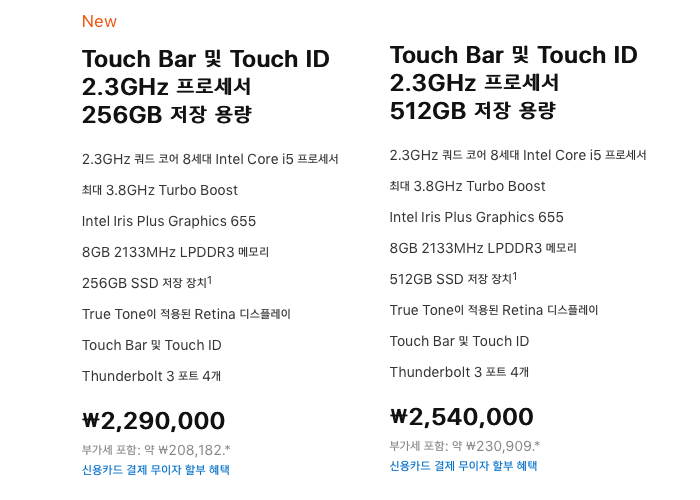 New
Touch Bar 및 Touch ID
2.3GHz 프로세서
256GB 저장 용량
2.3GHz 쿼드 코어 8세대 Intel Core i5 프로세서
최대 3.8GHz Turbo Boost
Intel Iris Plus Graphics 655
8GB 2133MHz LPDDR3 메모리
256GB SSD 저장 장치1
True Tone이 적용된 Retina 디스플레이
Touch Bar 및 Touch ID
Thunderbolt 3 포트 4개
₩2,290,000
부가세 포함: 약 ₩208,182.*
신용카드 결제 무이자 할부 혜택
Touch Bar 및 Touch ID
2.3GHz 프로세서
512GB 저장 용량
2.3GHz 쿼드 코어 8세대 Intel Core i5 프로세서
최대 3.8GHz Turbo Boost
Intel Iris Plus Graphics 655
8GB 2133MHz LPDDR3 메모리
512GB SSD 저장 장치1
True Tone이 적용된 Retina 디스플레이
Touch Bar 및 Touch ID
Thunderbolt 3 포트 4개
₩2,540,000
부가세 포함: 약 ₩230,909.*
신용카드 결제 무이자 할부 혜택